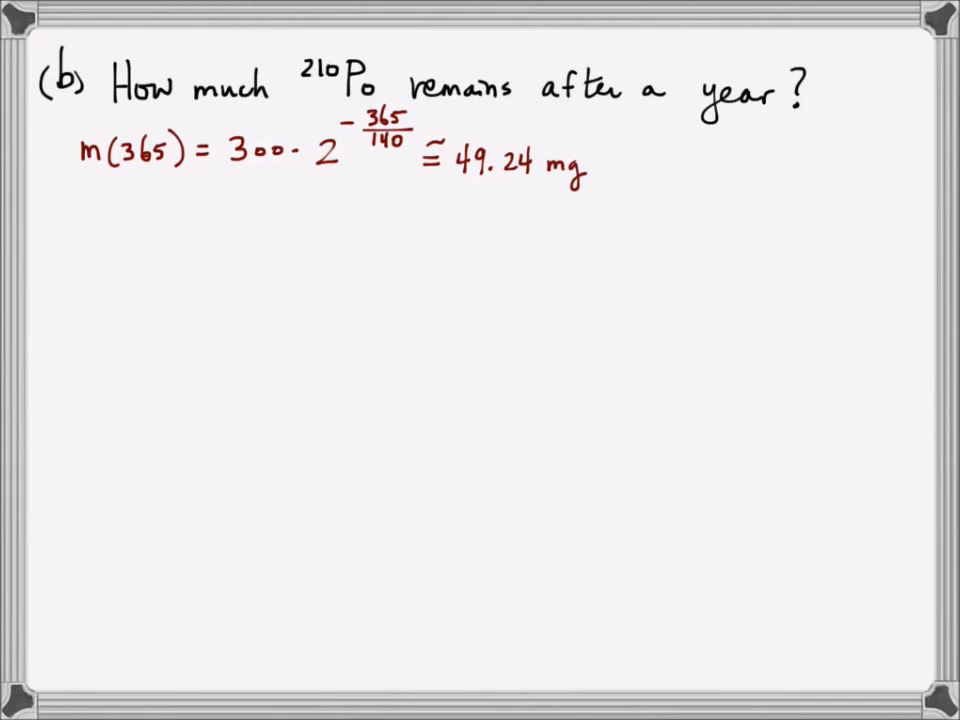 (b) How much ²¹⁰Po remains after a year?
m(365) = 300 · 2^(-365/140) ≅ 49.24 mg